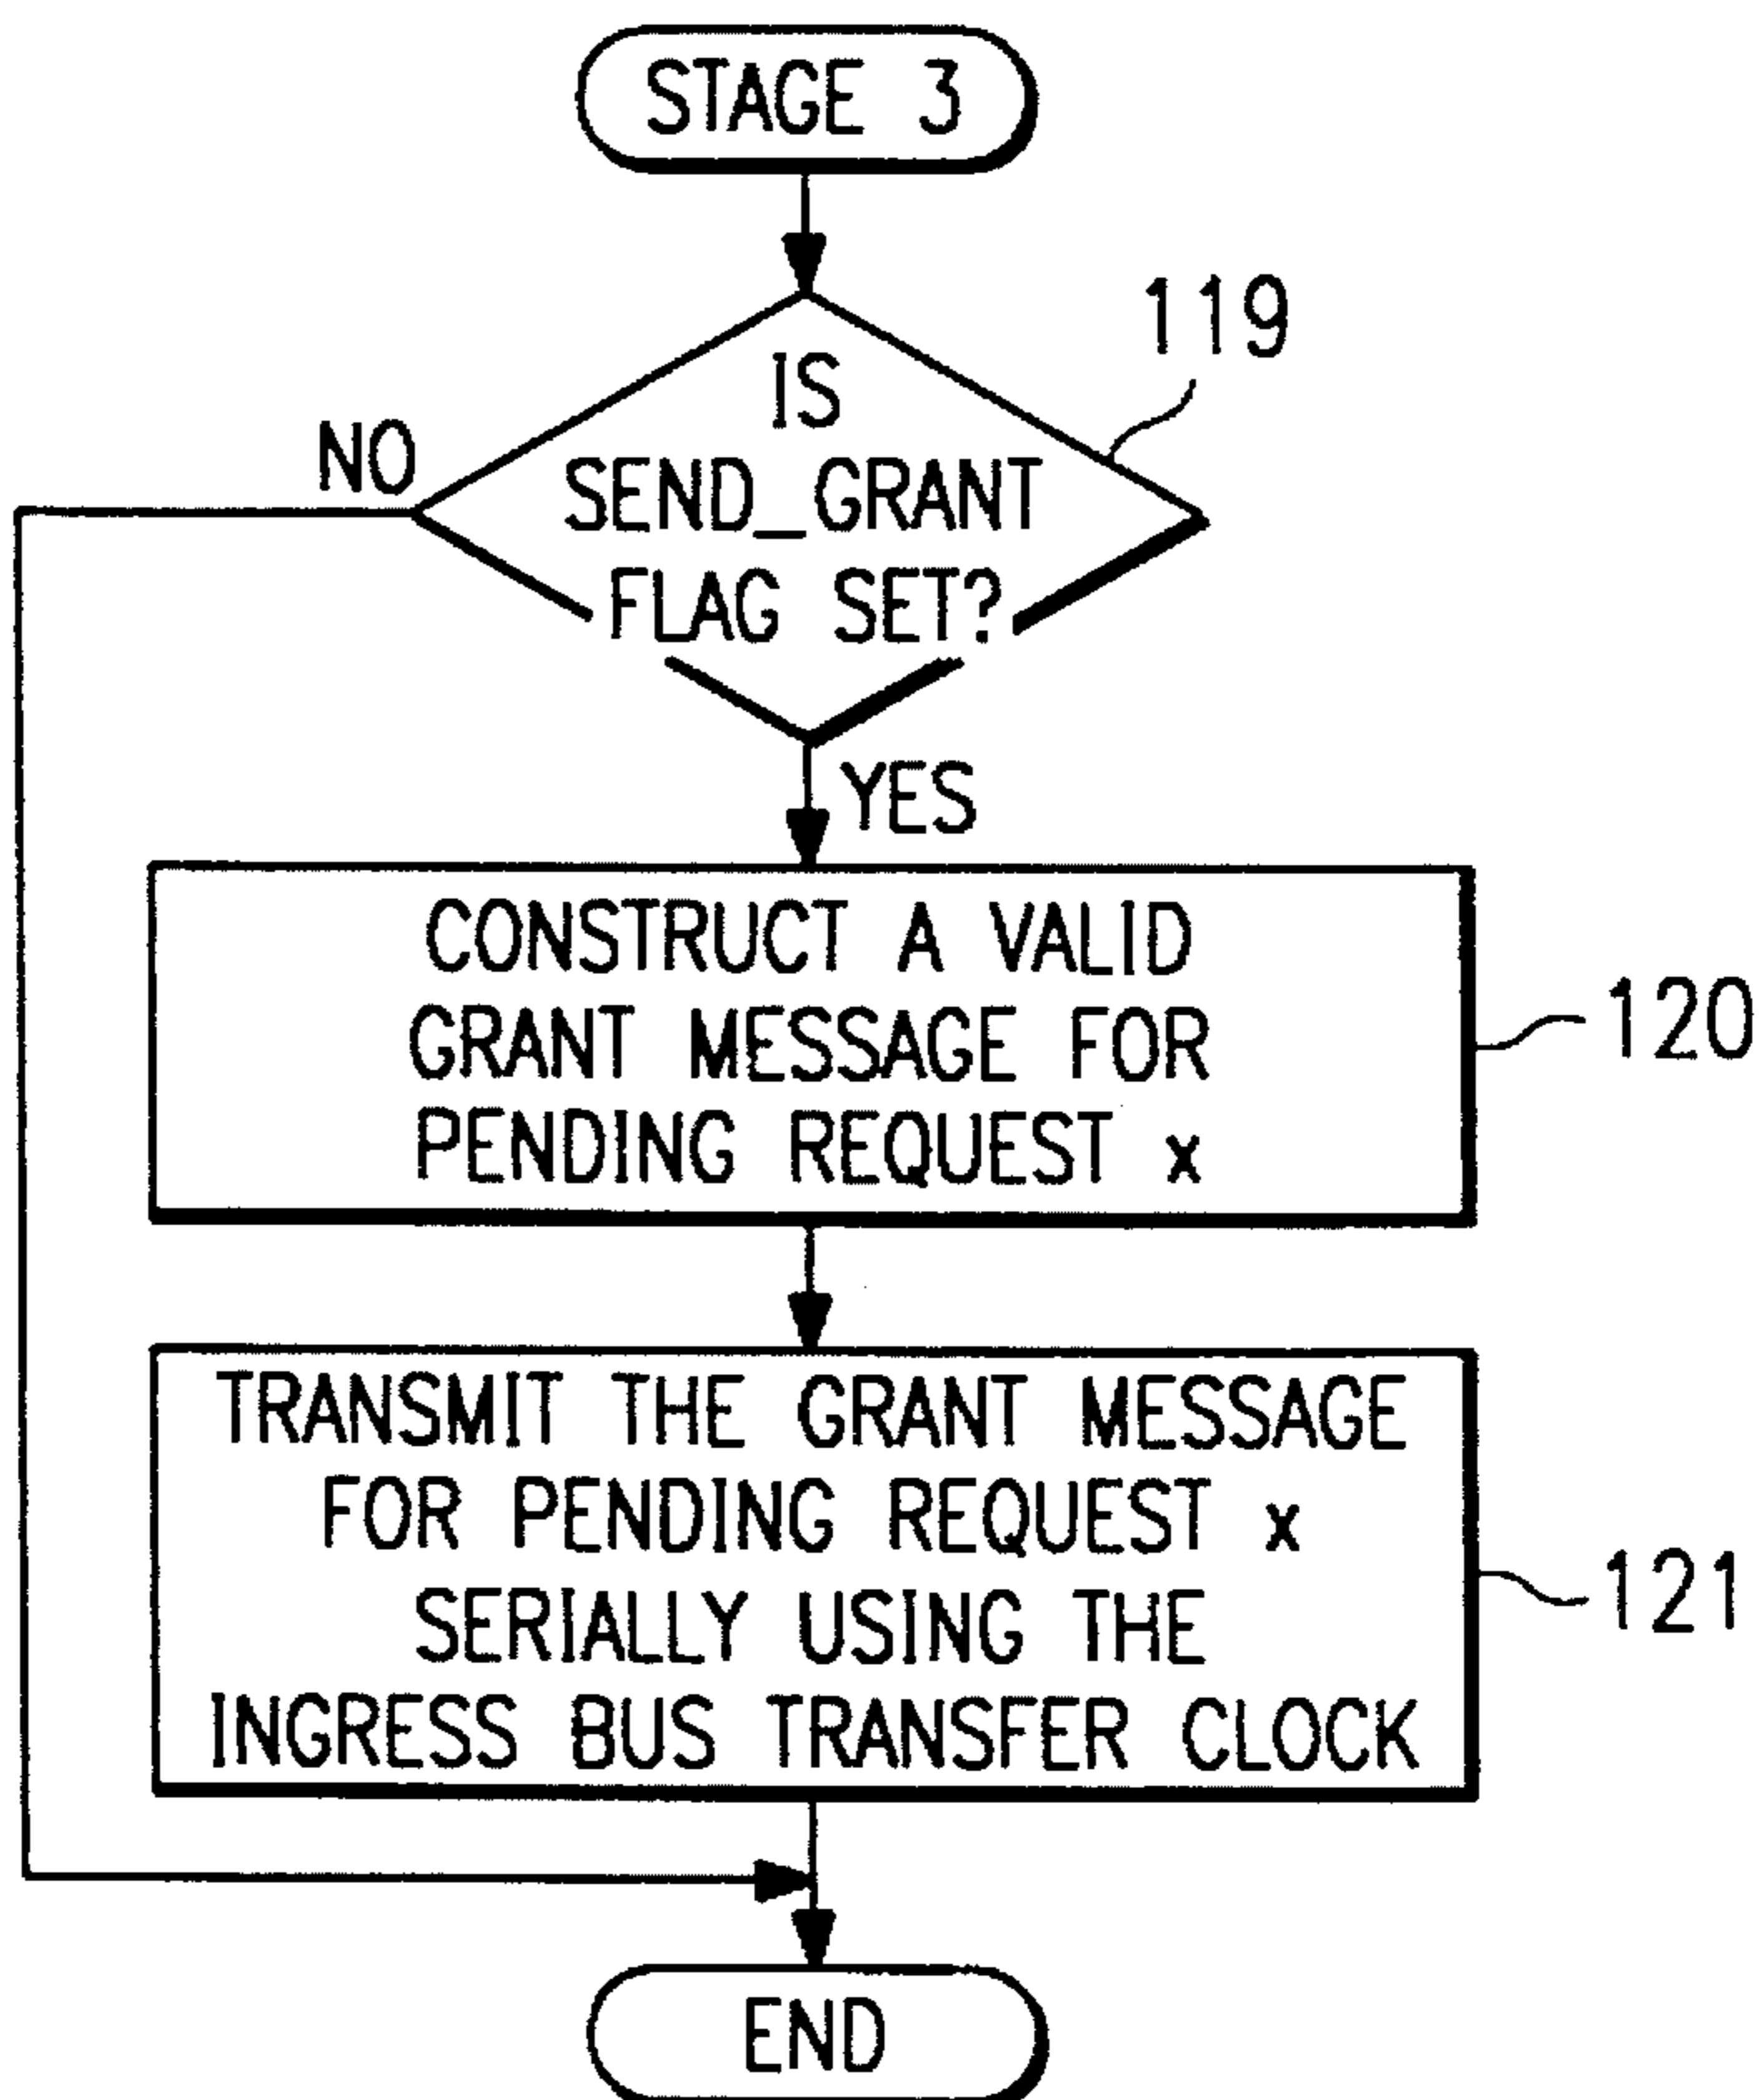 STAGE 3
119
IS
NO
SEND_GRANT
FLAG SET?
YES
CONSTRUCT A VALID
GRANT MESSAGE FOR
PENDING REQUEST x
120
TRANSMIT THE GRANT MESSAGE
FOR PENDING REQUEST x
SERIALLY USING THE
INGRESS BUS TRANSFER CLOCK
121
END